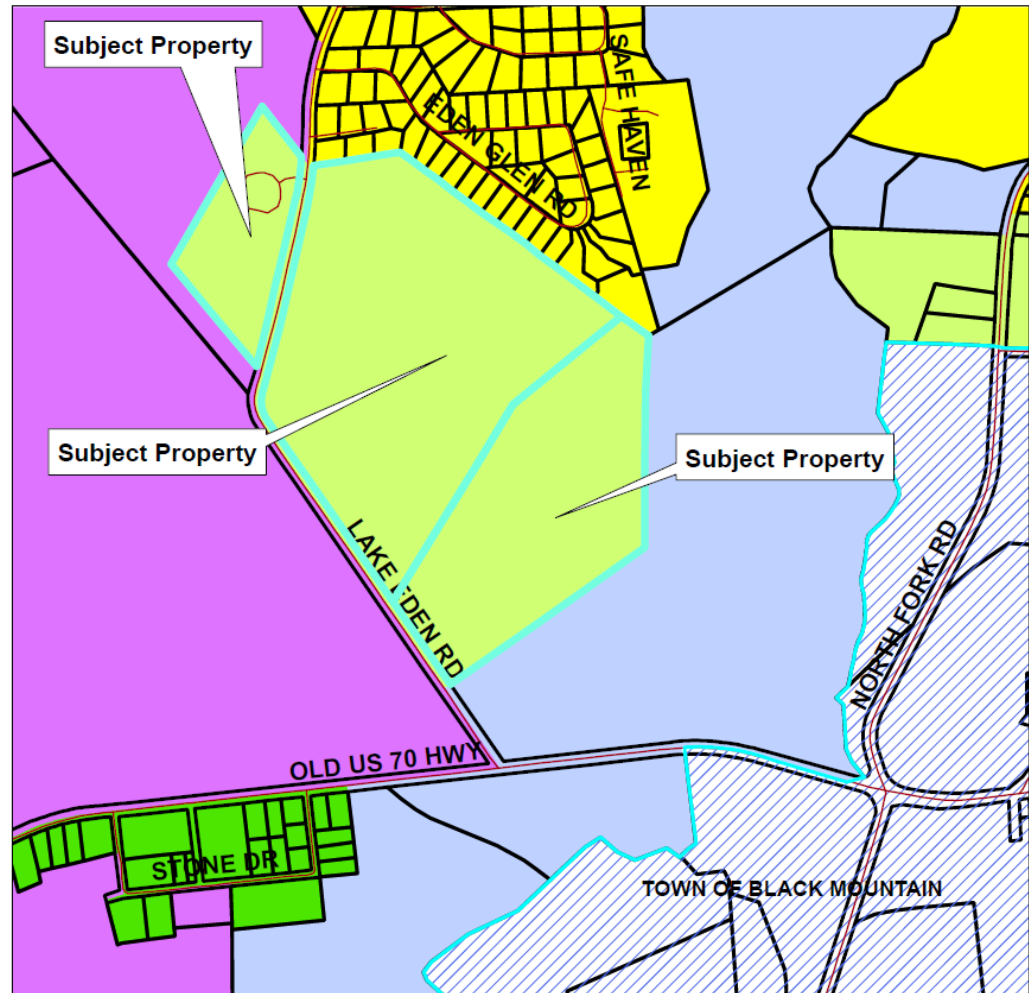 Subject Property
SAFE HAVEN
EDEN GLEN RD
Subject Property
Subject Property
LAKE EDEN RD
NORTH FORK RD
OLD US 70 HWY
STONE DR
TOWN OF BLACK MOUNTAIN